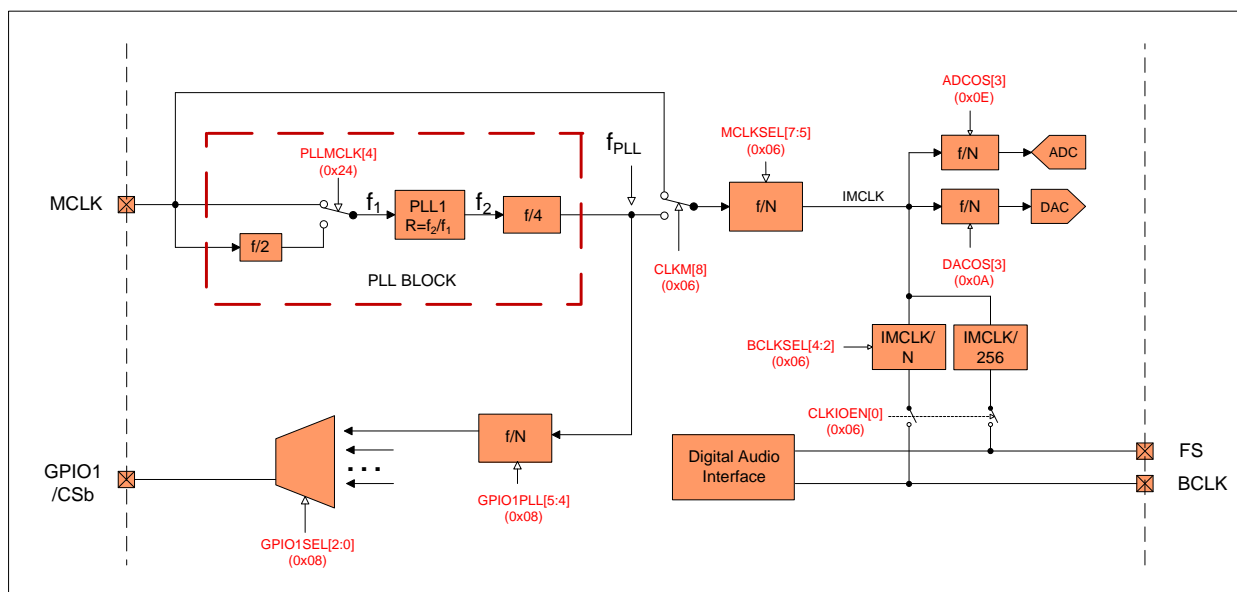 ADCOS[3]
(0x0E)
f/N
ADC
MCLKSEL[7:5]
(0x06)
fPLL
PLLMCLK[4]
(0x24)
MCLK
f1
PLL1
R=f2/f1
f2
f/4
f/N
IMCLK
f/N
DAC
f/2
PLL BLOCK
CLKM[8]
(0x06)
DACOS[3]
(0x0A)
BCLKSEL[4:2]
(0x06)
IMCLK/
N
IMCLK/
256
CLKIOEN[0]
(0x06)
GPIO1
/CSb
...
f/N
Digital Audio
Interface
FS
BCLK
GPIO1PLL[5:4]
(0x08)
GPIO1SEL[2:0]
(0x08)